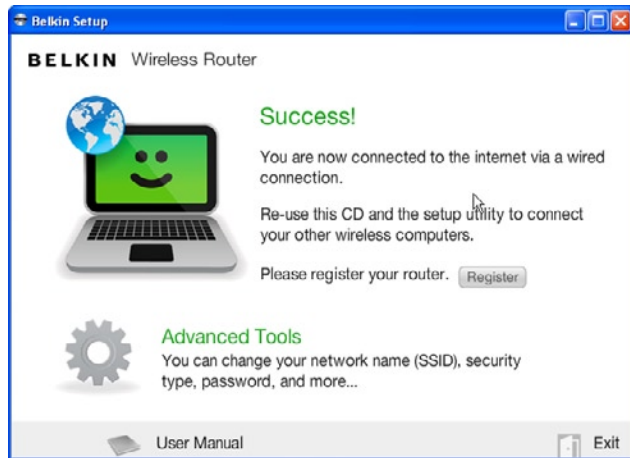 Belkin Setup
BELKIN Wireless Router
Success!
You are now connected to the internet via a wired
connection.
Re-use this CD and the setup utility to connect
your other wireless computers.
Please register your router. Register
Advanced Tools
You can change your network name (SSID), security
type, password, and more...
User Manual
Exit